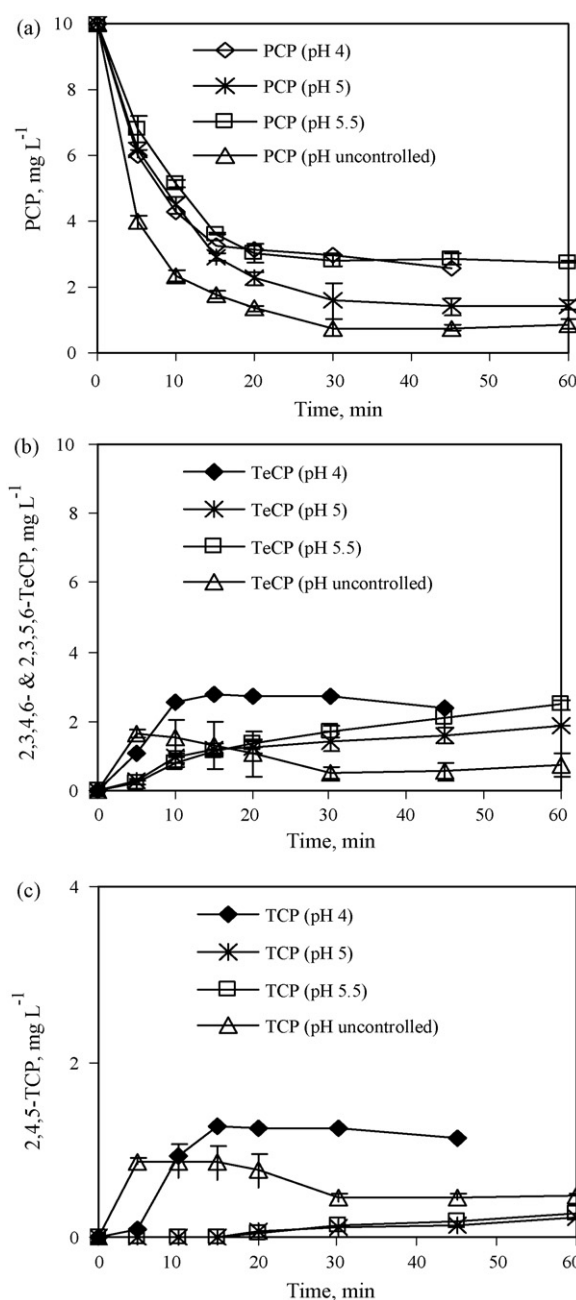 (a)
10
8
6
4
2
0
PCP, mg L⁻¹
PCP (pH 4)
PCP (pH 5)
PCP (pH 5.5)
PCP (pH uncontrolled)
0 10 20 30 40 50 60
Time, min
(b)
10
8
6
4
2
0
2,3,4,6- & 2,3,5,6-TeCP, mg L⁻¹
TeCP (pH 4)
TeCP (pH 5)
TeCP (pH 5.5)
TeCP (pH uncontrolled)
0 10 20 30 40 50 60
Time, min
(c)
4
2
0
2,4,5-TCP, mg L⁻¹
TCP (pH 4)
TCP (pH 5)
TCP (pH 5.5)
TCP (pH uncontrolled)
0 10 20 30 40 50 60
Time, min